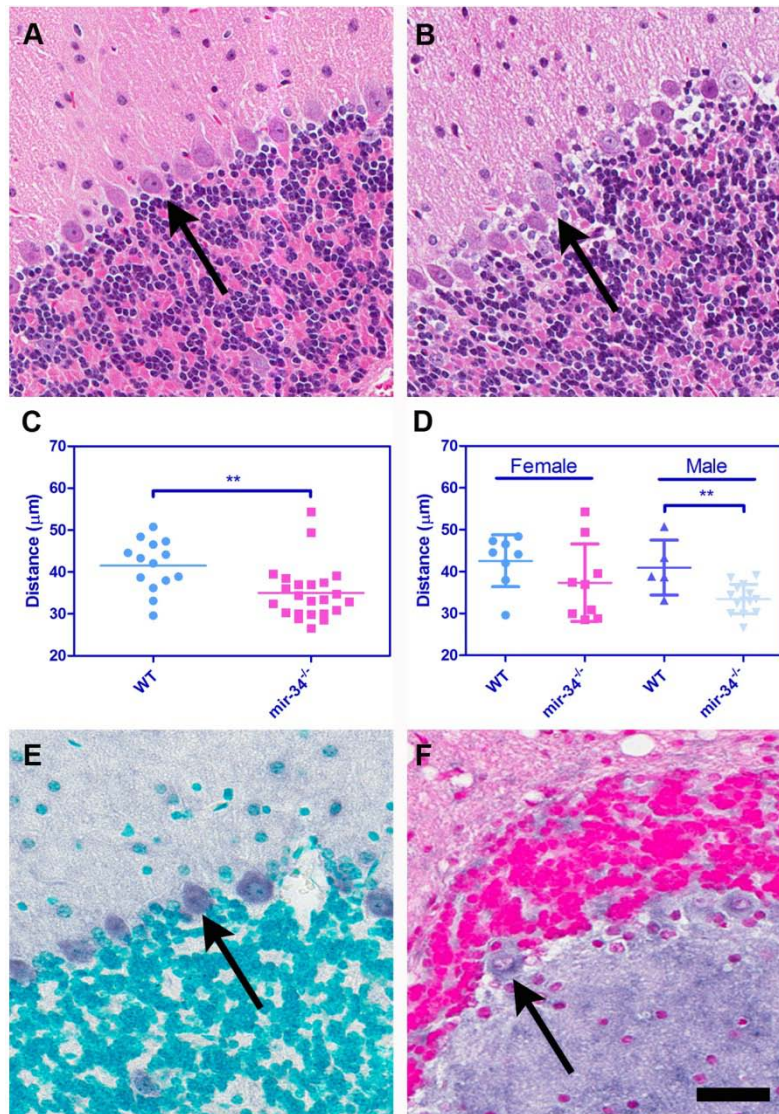 A
B
C
70
60
50
40
30
20
Distance (µm)
**
WT
mir-34-/-
D
70
60
50
40
30
20
Distance (µm)
Female
Male
**
WT
mir-34-/-
WT
mir-34-/-
E
F